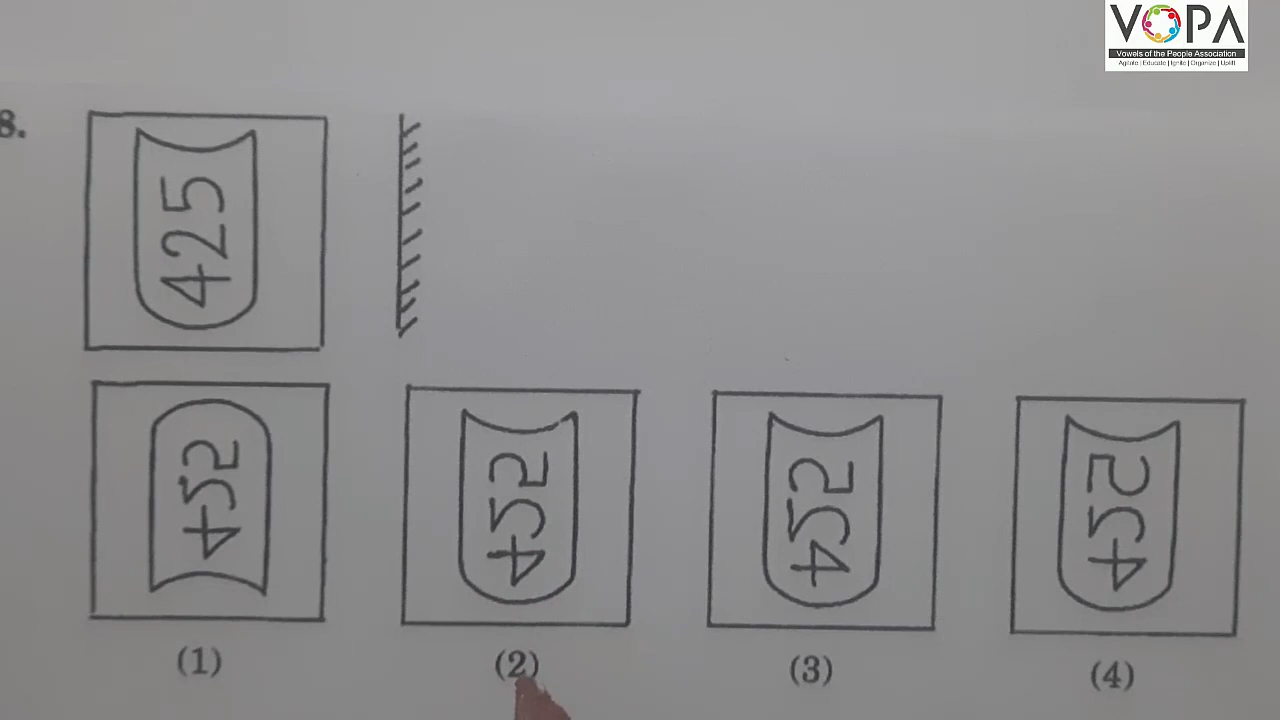 VOPA
Vowels of the People Association
Agitate | Educate | Ignite | Organize | Uplift
8.
425
(1)
(2)
(3)
(4)